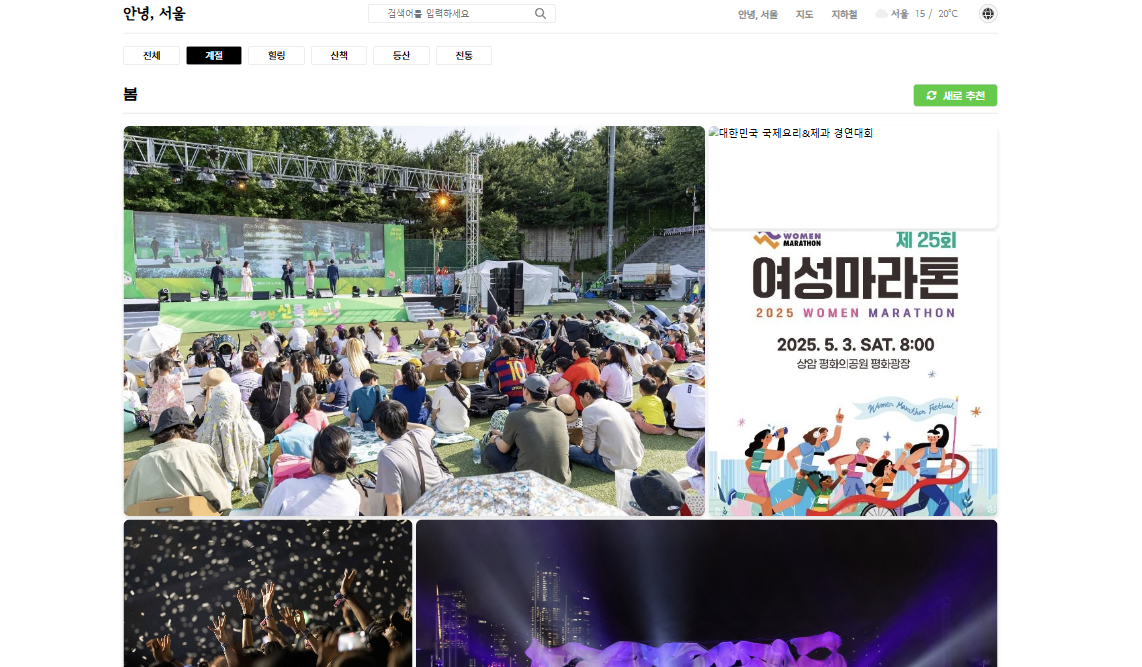 안녕, 서울
검색어를 입력하세요
안녕, 서울 지도 지하철 서울 15 / 20°C
전체 계절 힐링 산책 등산 전통
봄
새로 추천
대한민국 국제요리&제과 경연대회
WOMEN
MARATHON
제 25회
여성마라톤
2025 WOMEN MARATHON
2025. 5. 3. SAT. 8:00
상암 평화의공원 평화광장
Women Marathon Festival